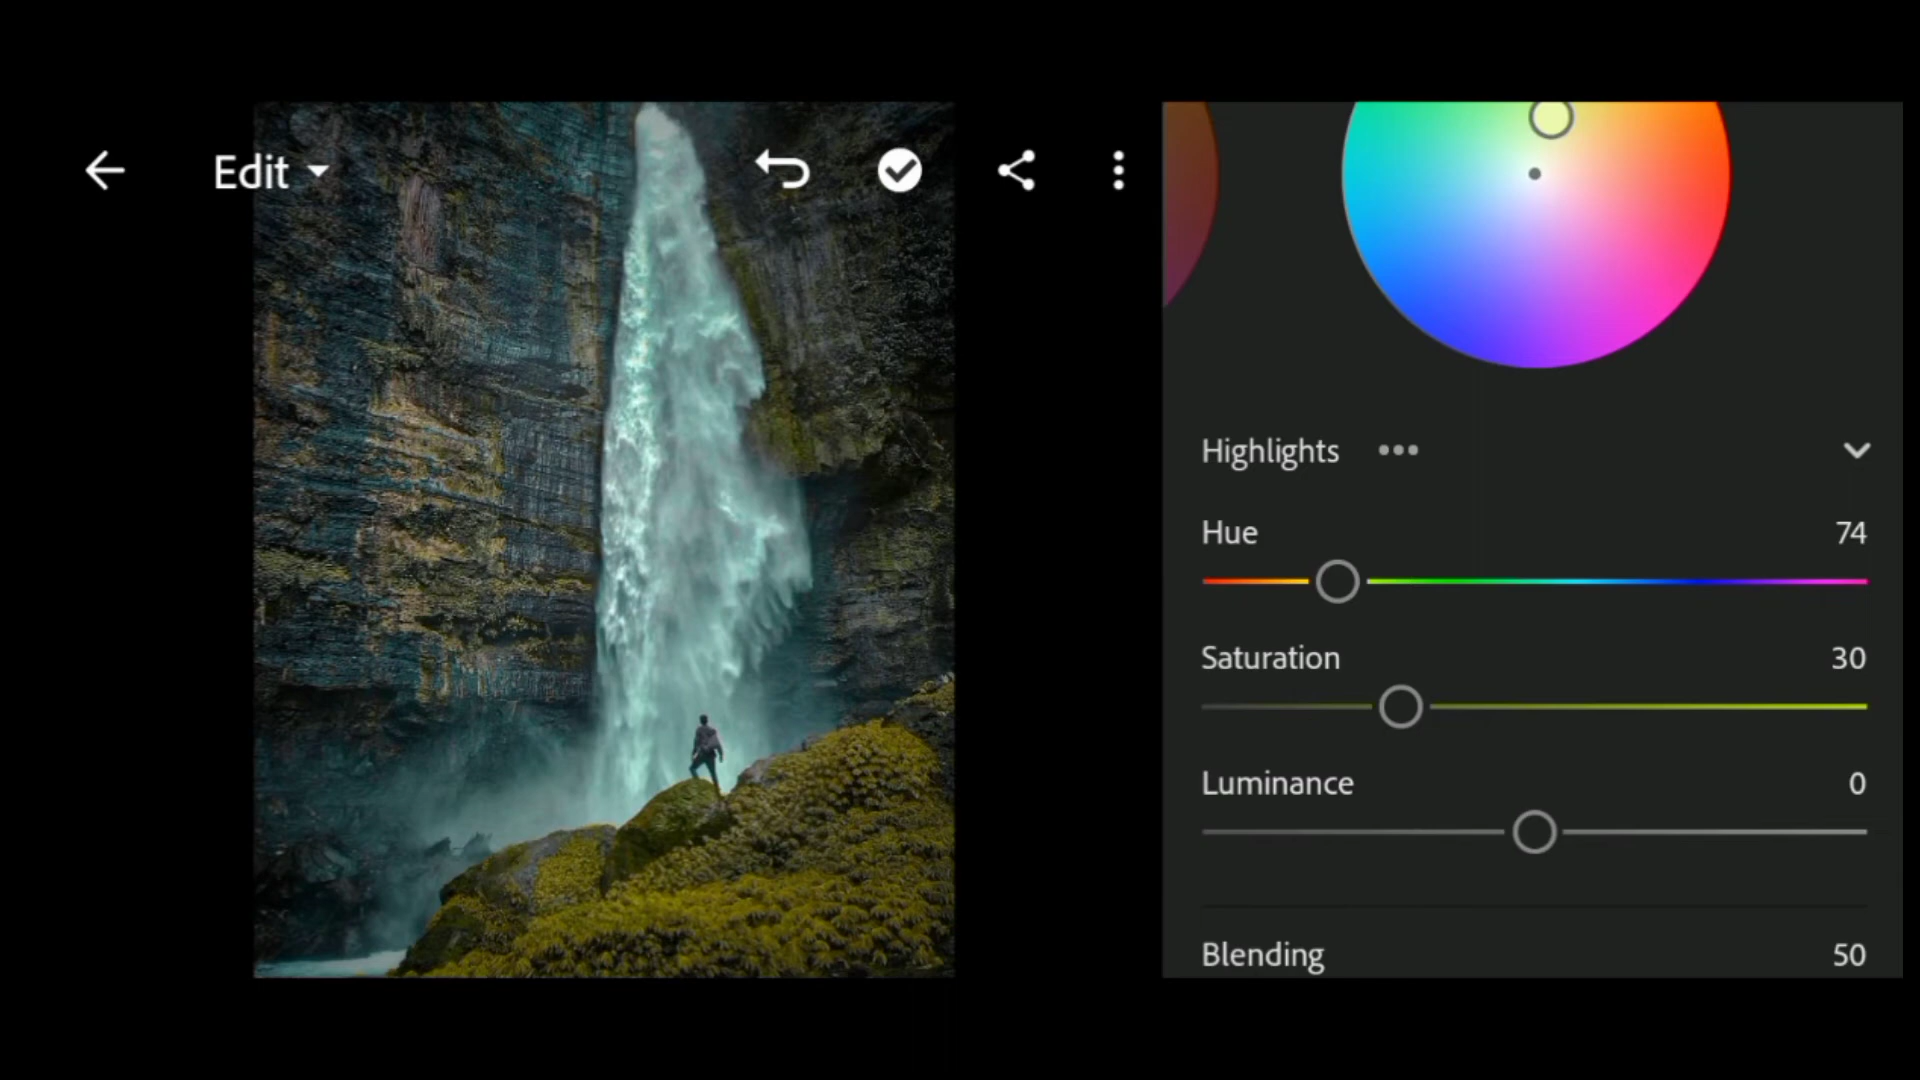 Edit
Highlights
Hue 74
Saturation 30
Luminance 0
Blending 50